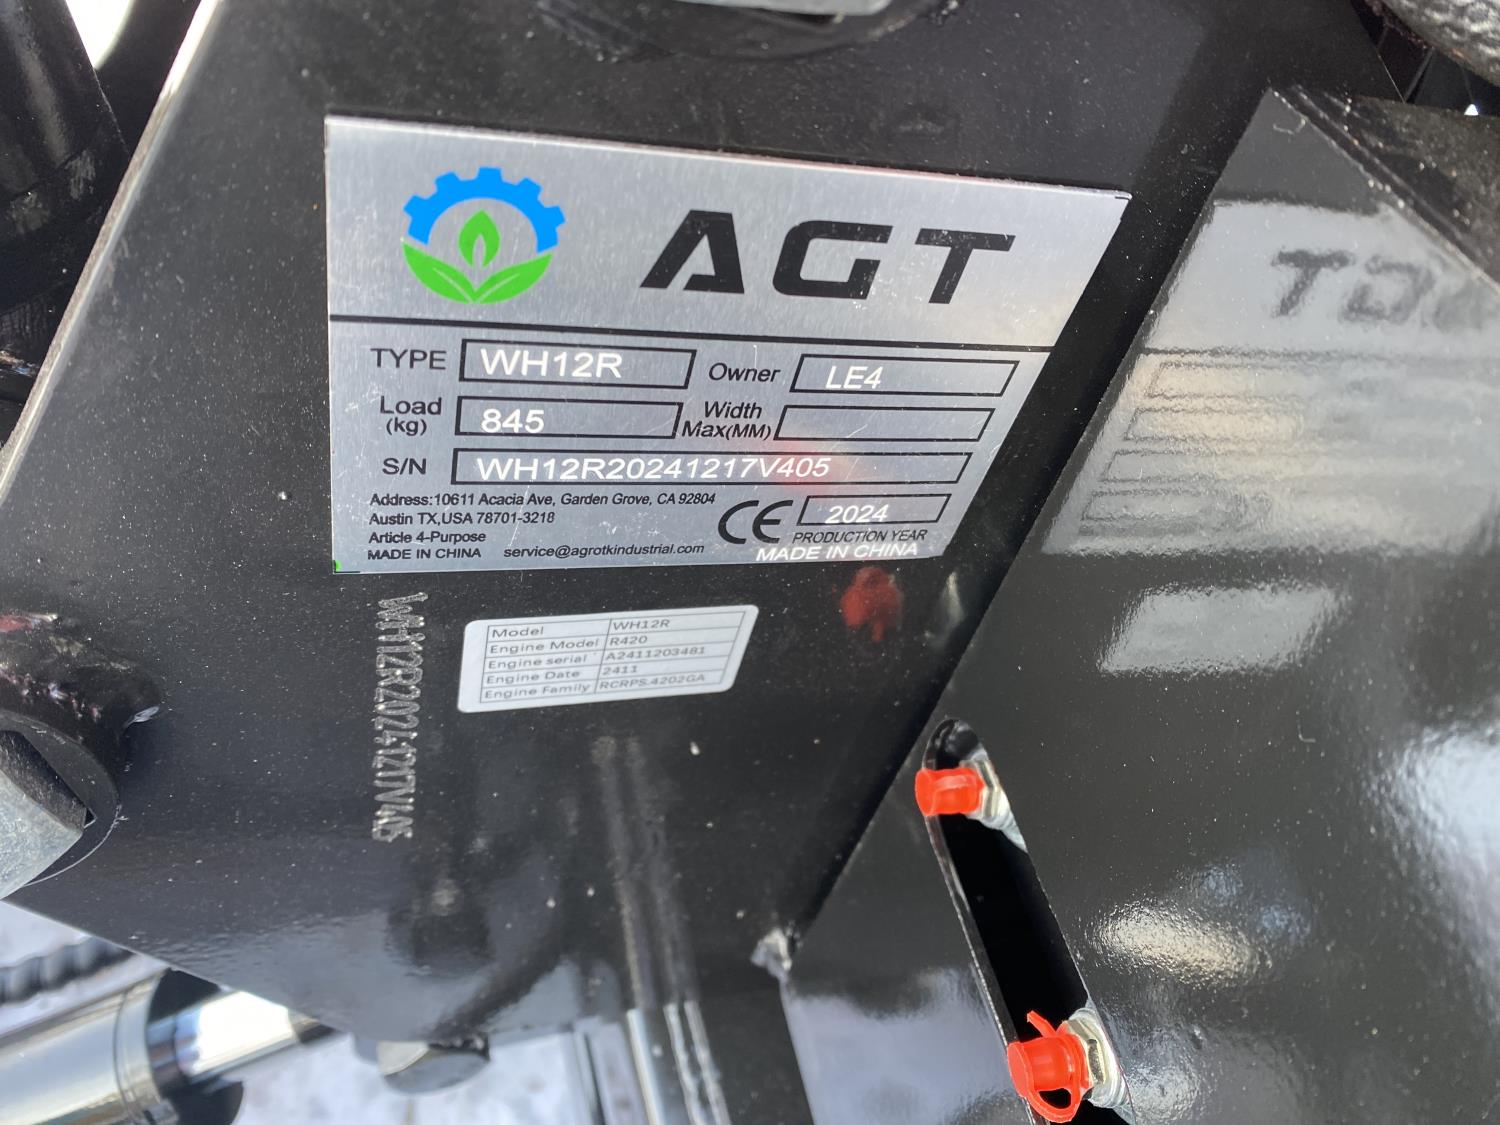 AGT
TYPE WH12R Owner LE4
Load (kg) 845 Width Max(MM)
S/N WH12R20241217V405
Address:10611 Acacia Ave, Garden Grove, CA 92804
Austin TX,USA 78701-3218
Article 4-Purpose
MADE IN CHINA service@agrotkindustrial.com
CE 2024
PRODUCTION YEAR
MADE IN CHINA
WH12R20241217V405
Model WH12R
Engine Model R420
Engine serial A2411203481
Engine Date 2411
Engine Family RCRPS.4202GA